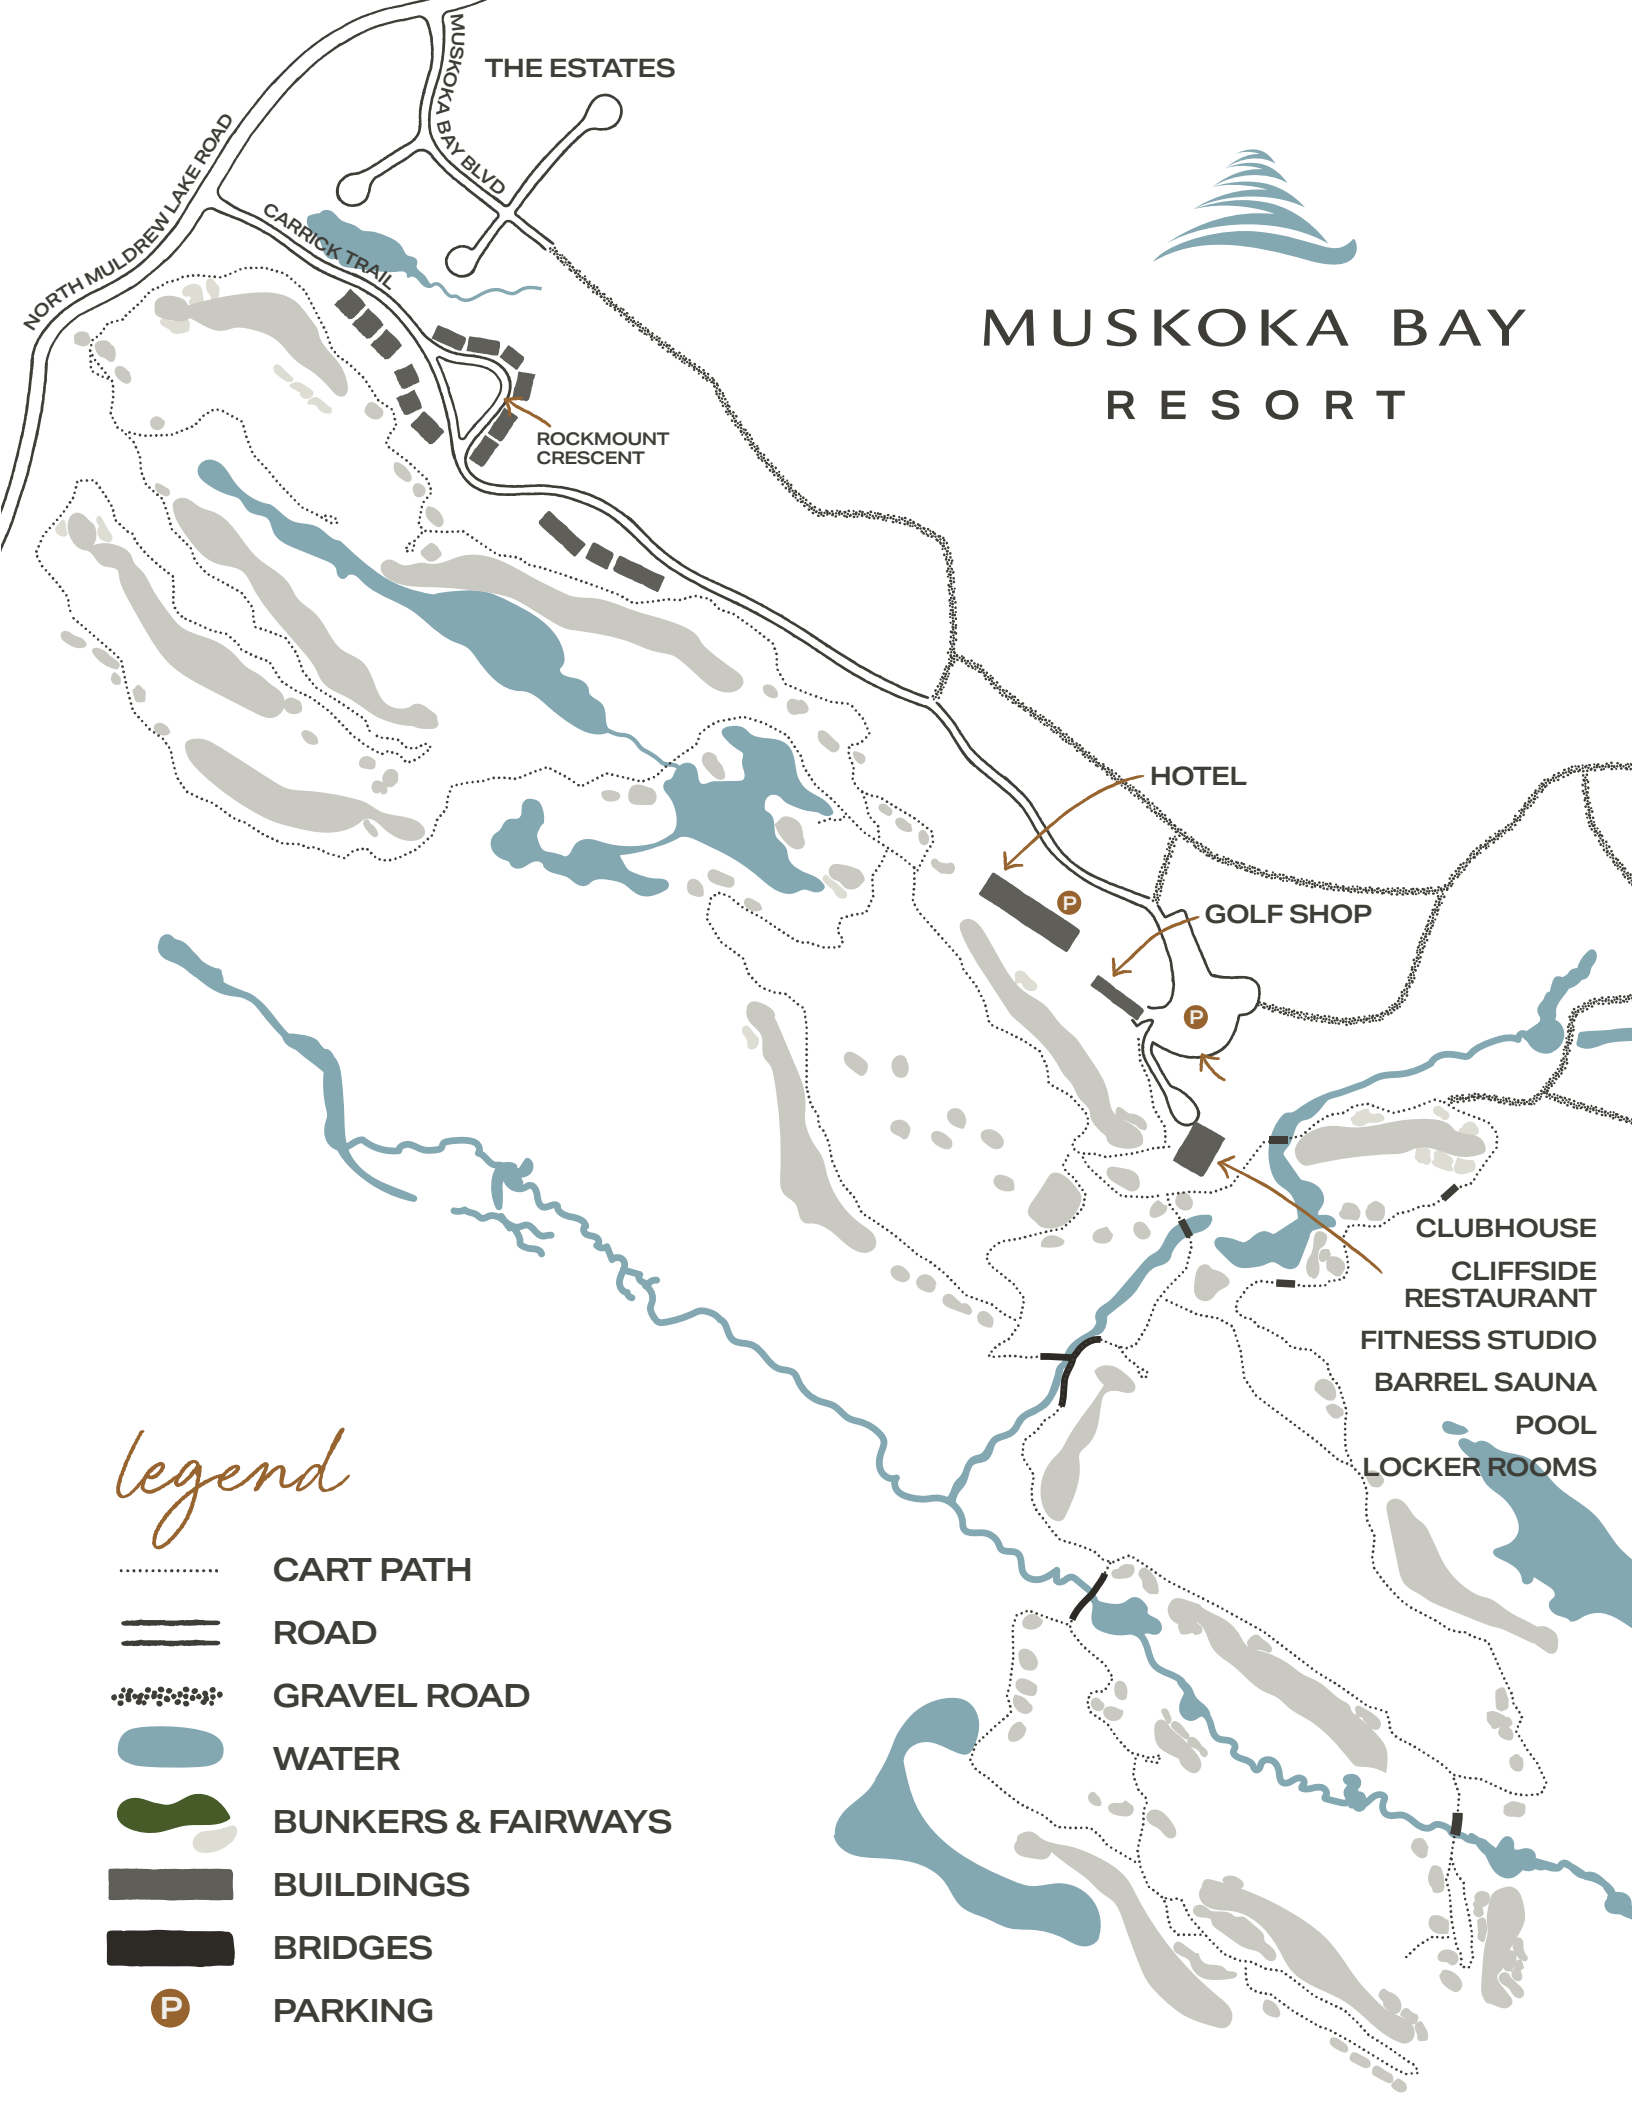 THE ESTATES
MUSKOKA BAY BLVD
NORTH MULDREW LAKE ROAD
CARRICK TRAIL
MUSKOKA BAY
RESORT
ROCKMOUNT
CRESCENT
HOTEL
P
GOLF SHOP
P
CLUBHOUSE
CLIFFSIDE
RESTAURANT
FITNESS STUDIO
BARREL SAUNA
POOL
LOCKER ROOMS
legend
CART PATH
ROAD
GRAVEL ROAD
WATER
BUNKERS & FAIRWAYS
BUILDINGS
BRIDGES
P PARKING